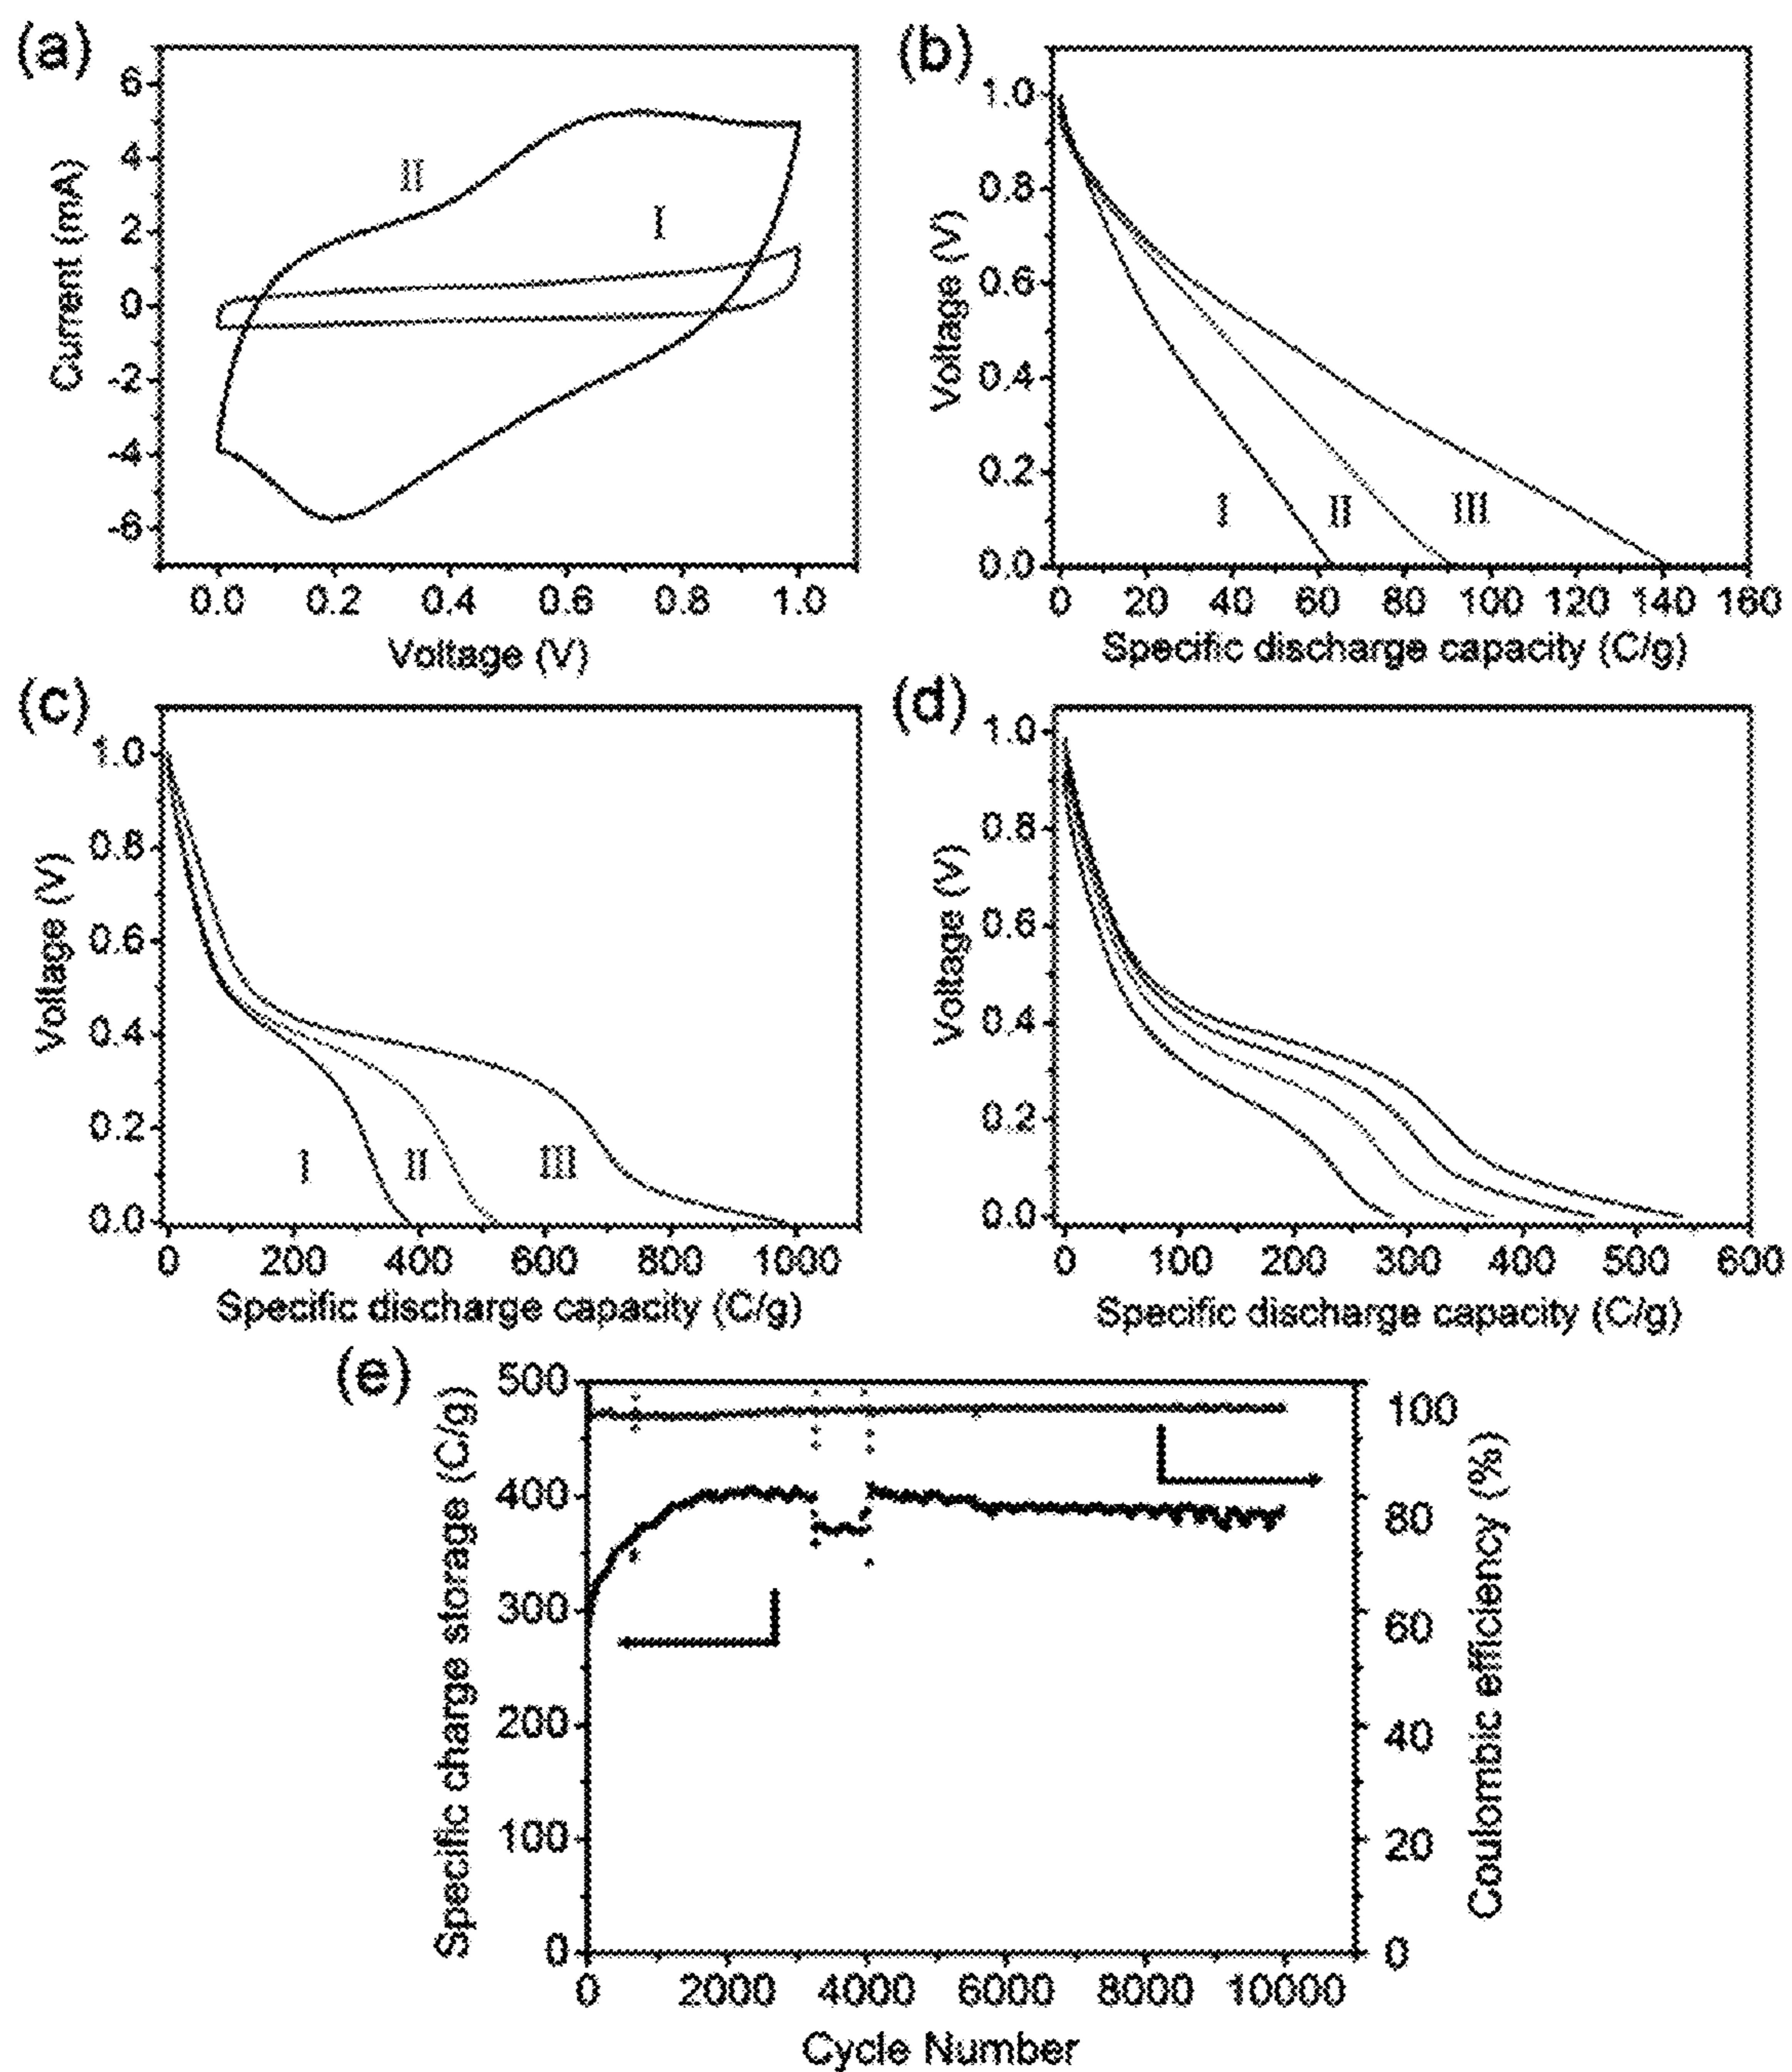 (a)
6
4
2
0
-2
-4
-6
Current (mA)
II
I
0.0 0.2 0.4 0.6 0.8 1.0
Voltage (V)
(b)
1.0
0.8
0.6
0.4
0.2
0.0
Voltage (V)
I II III
0 20 40 60 80 100 120 140 160
Specific discharge capacity (C/g)
(c)
1.0
0.8
0.6
0.4
0.2
0.0
Voltage (V)
I II III
0 200 400 600 800 1000
Specific discharge capacity (C/g)
(d)
1.0
0.8
0.6
0.4
0.2
0.0
Voltage (V)
0 100 200 300 400 500 600
Specific discharge capacity (C/g)
(e)
500
400
300
200
100
0
Specific charge storage (C/g)
100
80
60
40
20
0
Coulombic efficiency (%)
0 2000 4000 6000 8000 10000
Cycle Number